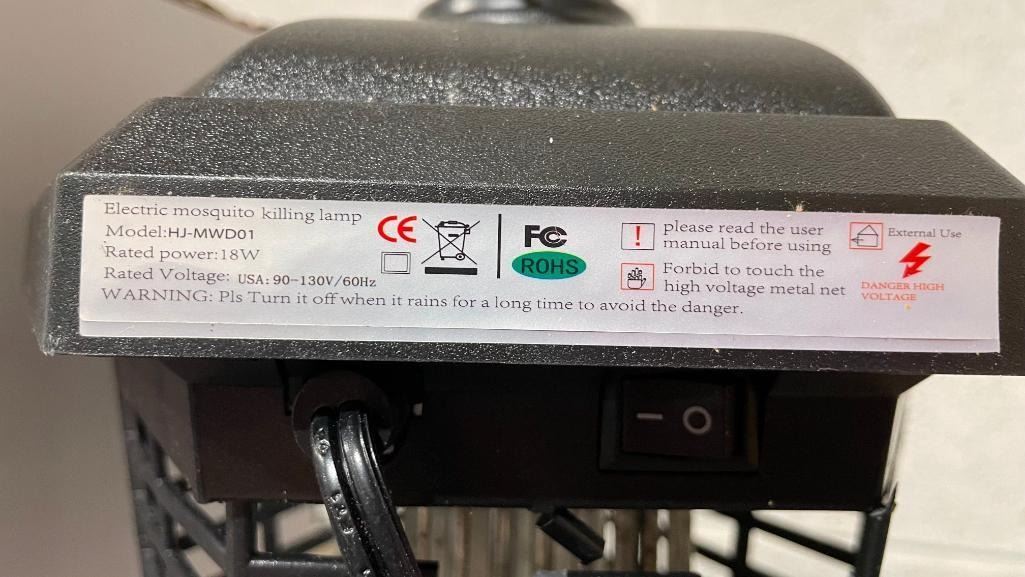 Electric mosquito killing lamp
Model:HJ-MWD01
Rated power:18W
Rated Voltage: USA: 90-130V/60Hz
WARNING: Pls Turn it off when it rains for a long time to avoid the danger.
CE
FC
ROHS
! please read the user
manual before using
Forbid to touch the
high voltage metal net
External Use
DANGER HIGH
VOLTAGE